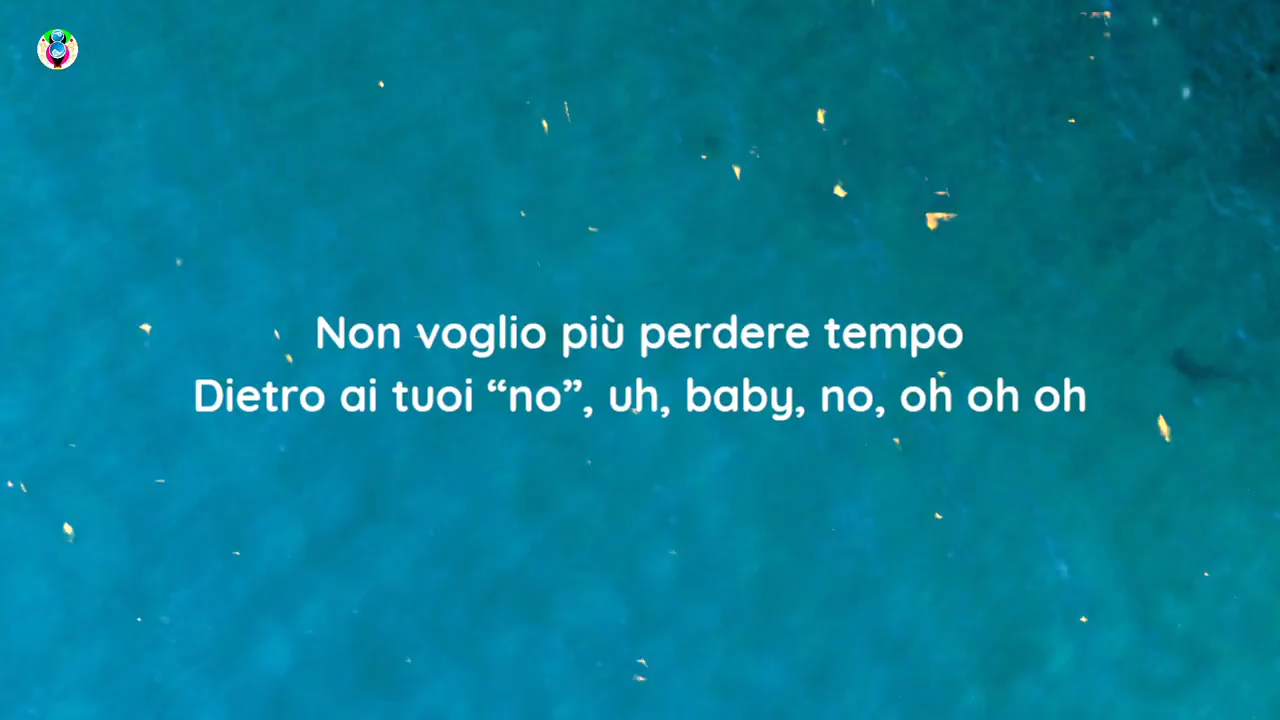 Non voglio più perdere tempo
Dietro ai tuoi “no”, uh, baby, no, oh oh oh